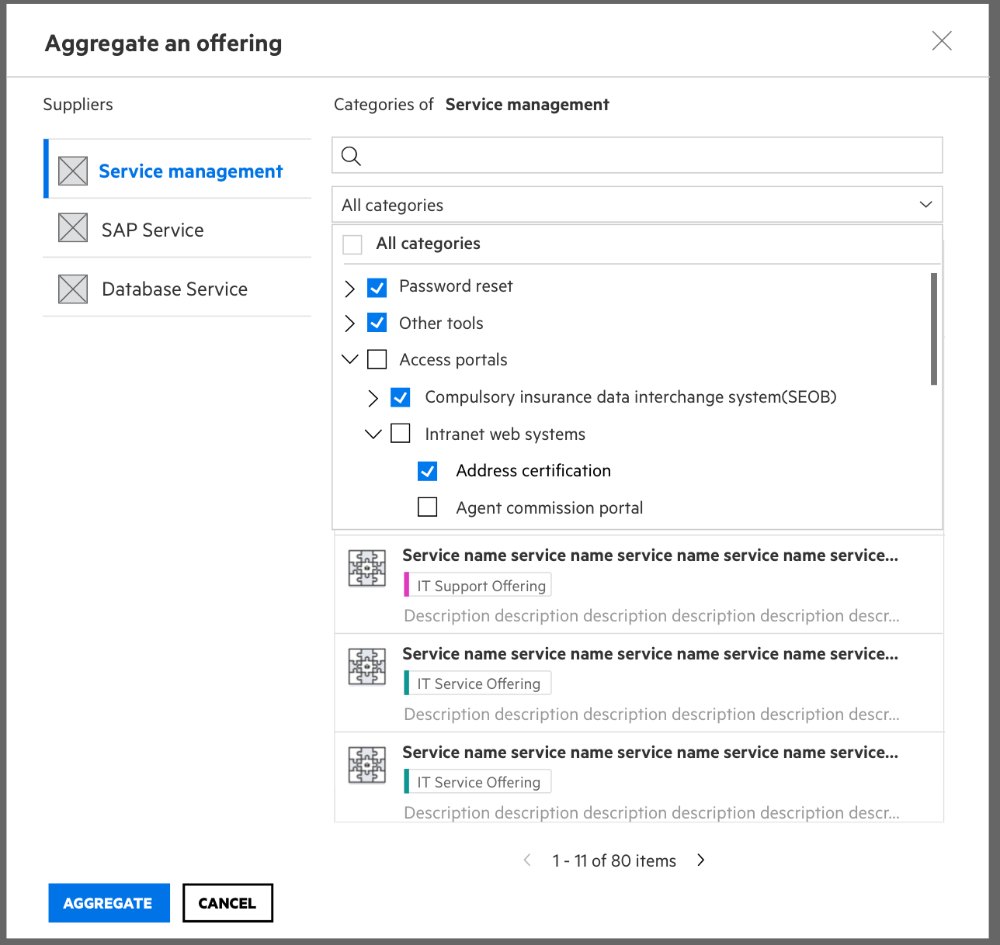 Aggregate an offering
Suppliers
Service management
SAP Service
Database Service
Categories of Service management
All categories
All categories
Password reset
Other tools
Access portals
Compulsory insurance data interchange system(SEOB)
Intranet web systems
Address certification
Agent commission portal
Service name service name service name service name service...
IT Support Offering
Description description description description description descr...
Service name service name service name service name service...
IT Service Offering
Description description description description description descr...
Service name service name service name service name service...
IT Service Offering
Description description description description description descr...
1 - 11 of 80 items
AGGREGATE
CANCEL